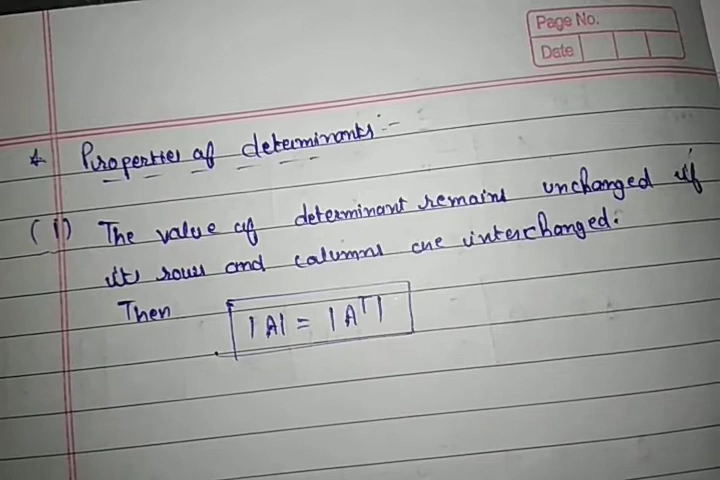 Page No.
Date
* Properties of determinants :-
(1) The value of determinant remains unchanged if
its rows and columns are interchanged.
Then |A| = |A^T|